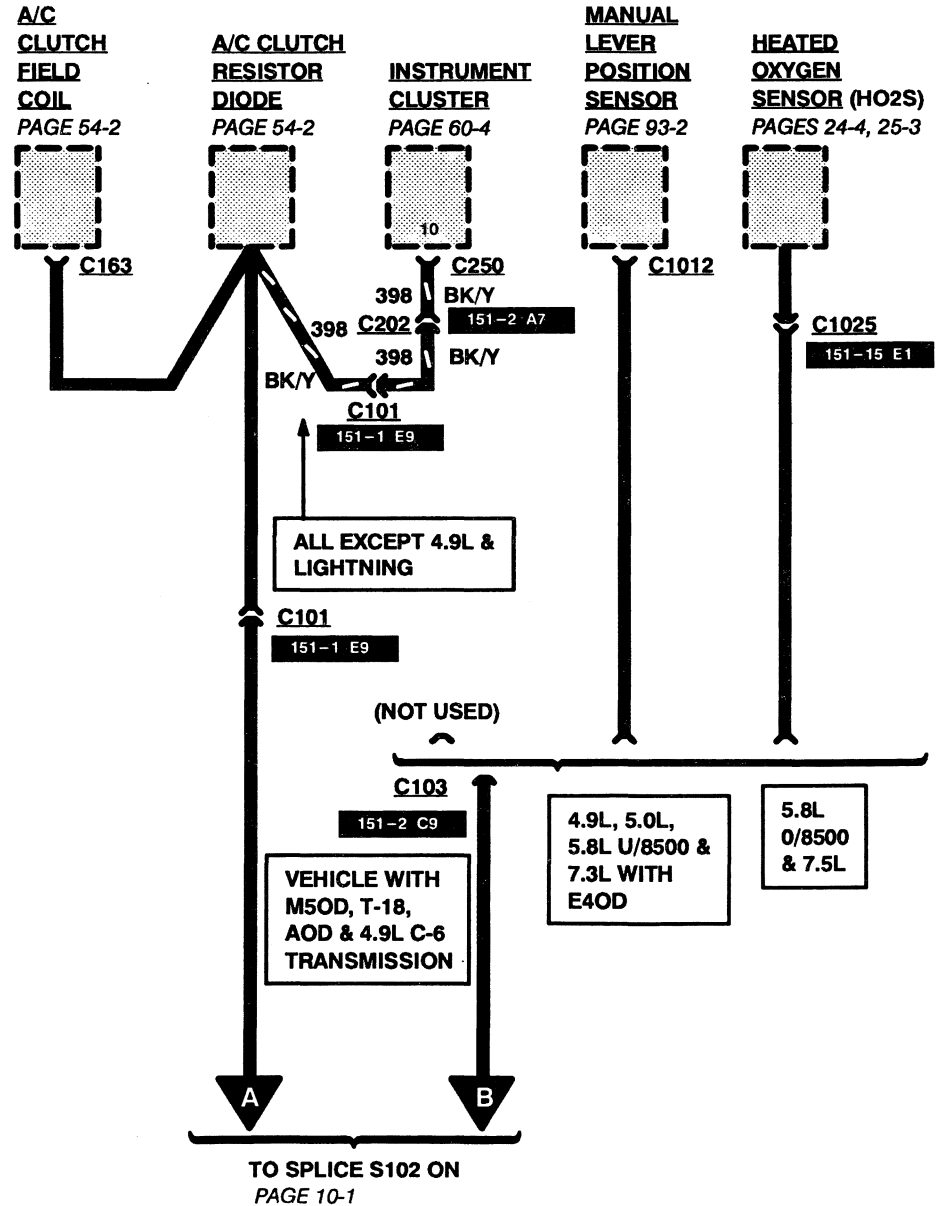 A/C
CLUTCH
FIELD
COIL
PAGE 54-2
A/C CLUTCH
RESISTOR
DIODE
PAGE 54-2
INSTRUMENT
CLUSTER
PAGE 60-4
MANUAL
LEVER
POSITION
SENSOR
PAGE 93-2
HEATED
OXYGEN
SENSOR (HO2S)
PAGES 24-4, 25-3
10
C163
C250
C1012
398 BK/Y
398 C202 151-2 A7
C1025
151-15 E1
398 BK/Y
BK/Y
C101
151-1 E9
ALL EXCEPT 4.9L &
LIGHTNING
C101
151-1 E9
(NOT USED)
C103
151-2 C9
VEHICLE WITH
M5OD, T-18,
AOD & 4.9L C-6
TRANSMISSION
4.9L, 5.0L,
5.8L U/8500 &
7.3L WITH
E4OD
5.8L
0/8500
& 7.5L
A
B
TO SPLICE S102 ON
PAGE 10-1